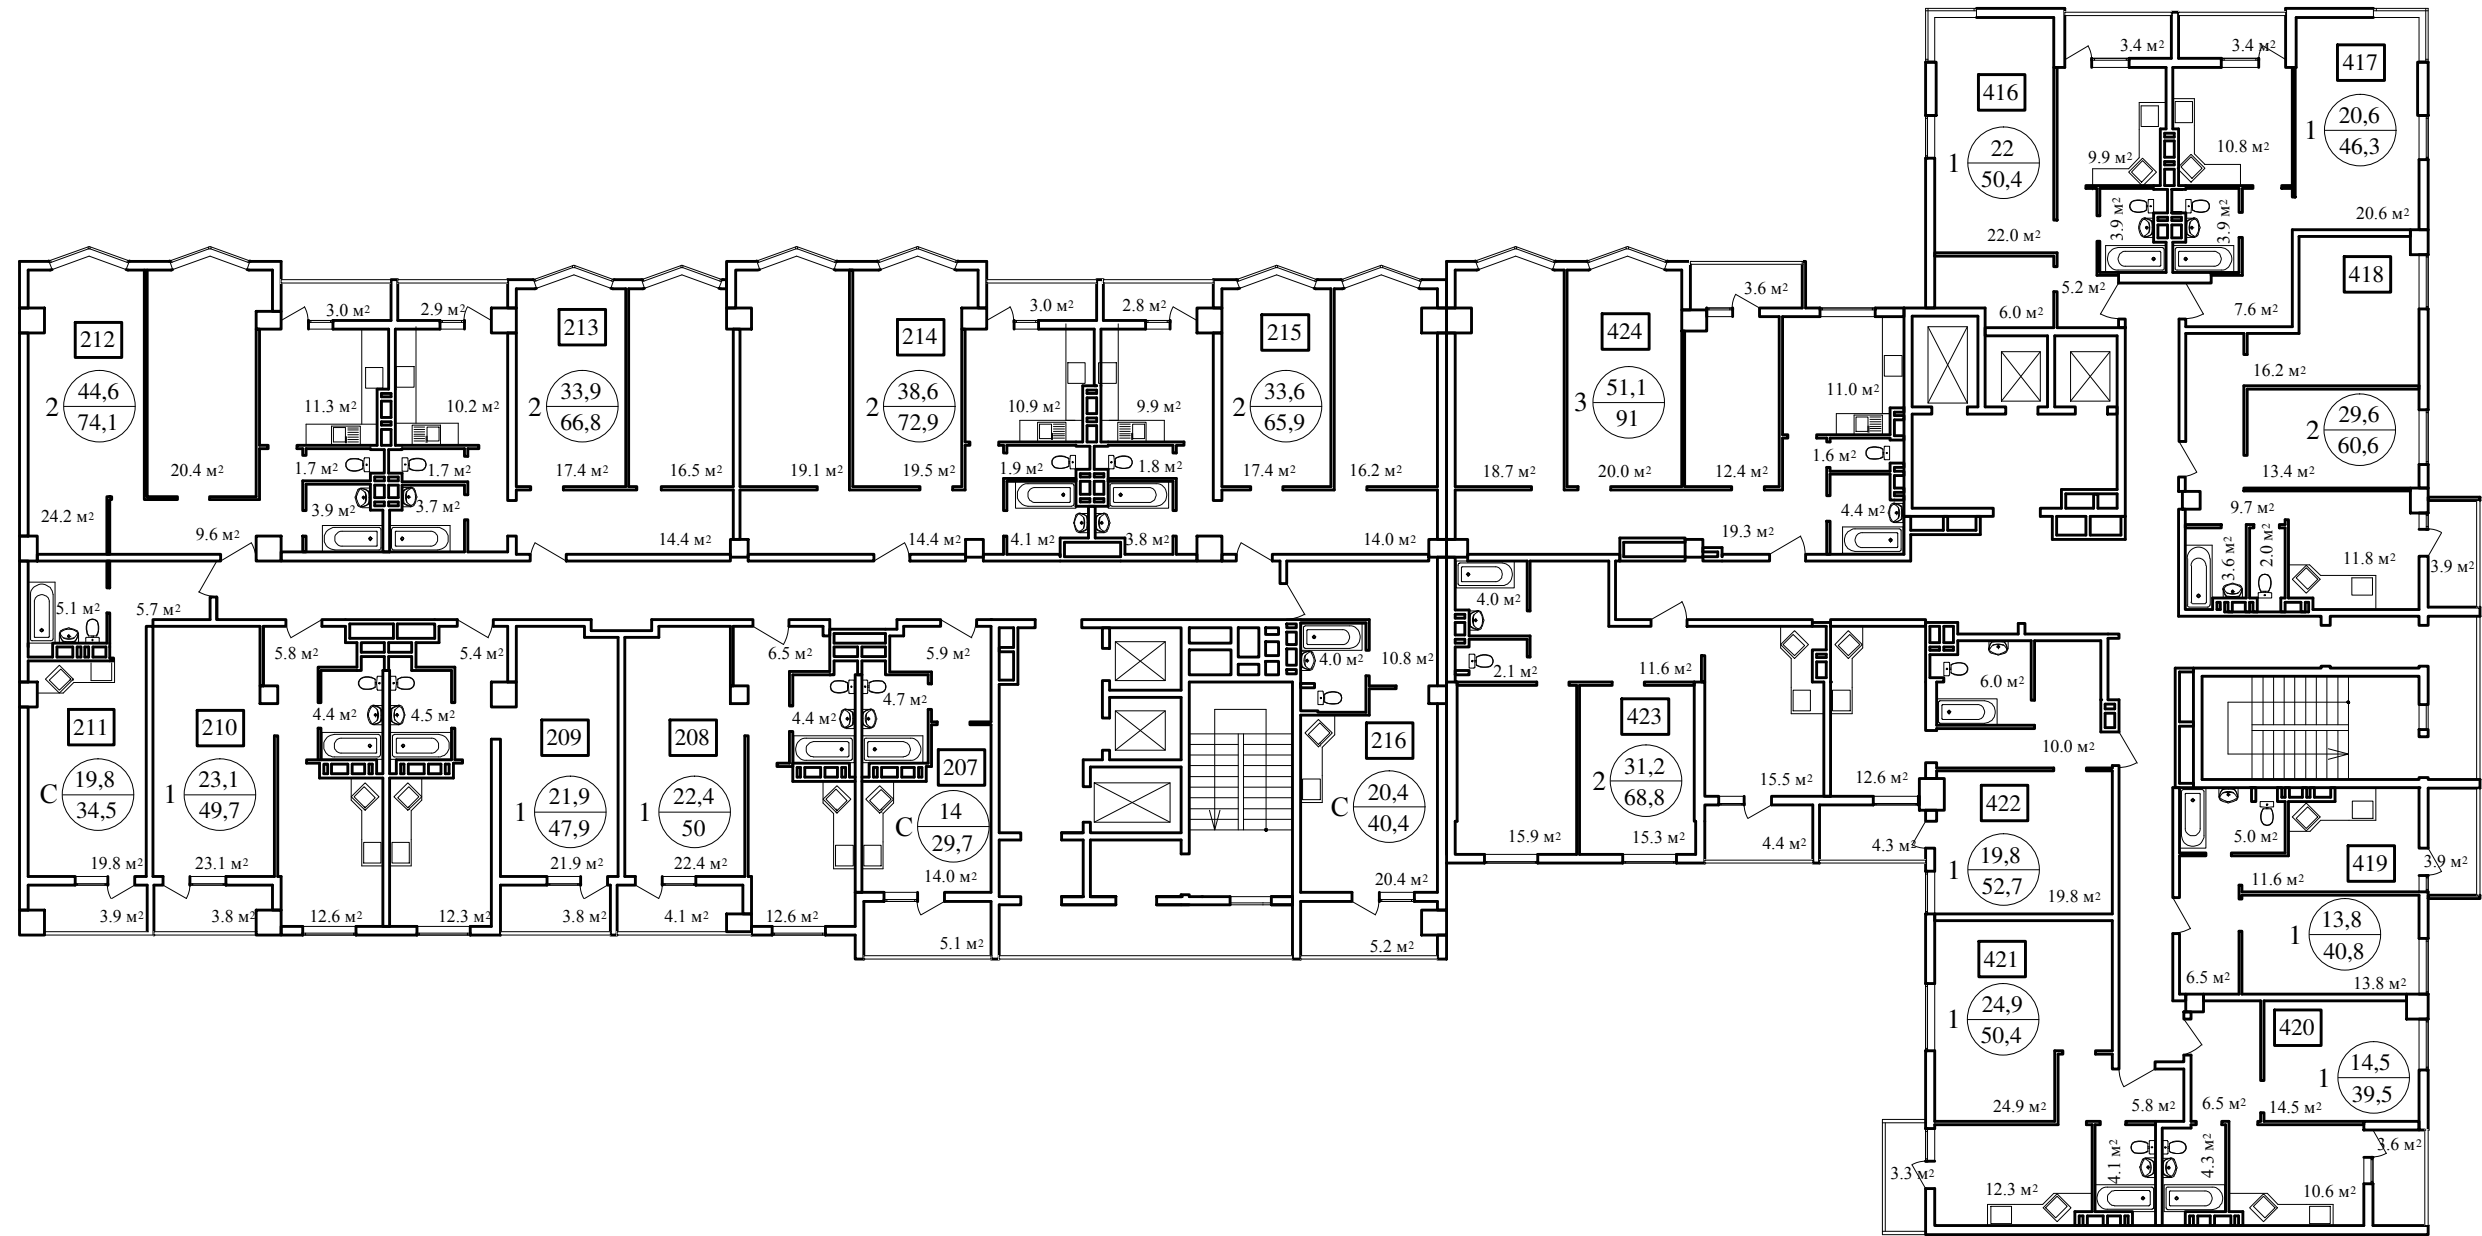 3.4 м²
3.4 м²
416
1
22
50,4
9.9 м²
3.9 м²
22.0 м²
6.0 м²
5.2 м²
417
1
20,6
46,3
10.8 м²
3.9 м²
20.6 м²
7.6 м²
418
16.2 м²
2
29,6
60,6
13.4 м²
9.7 м²
3.6 м²
2.0 м²
11.8 м²
3.9 м²
212
2
44,6
74,1
20.4 м²
24.2 м²
9.6 м²
3.0 м²
11.3 м²
1.7 м²
3.9 м²
2.9 м²
10.2 м²
1.7 м²
3.7 м²
213
2
33,9
66,8
17.4 м²
16.5 м²
14.4 м²
214
2
38,6
72,9
19.1 м²
19.5 м²
14.4 м²
3.0 м²
10.9 м²
1.9 м²
4.1 м²
2.8 м²
9.9 м²
1.8 м²
3.8 м²
215
2
33,6
65,9
17.4 м²
16.2 м²
14.0 м²
424
3
51,1
91
18.7 м²
20.0 м²
12.4 м²
3.6 м²
11.0 м²
1.6 м²
4.4 м²
19.3 м²
5.1 м²
5.7 м²
211
С
19,8
34,5
19.8 м²
3.9 м²
5.8 м²
210
1
23,1
49,7
23.1 м²
3.8 м²
4.4 м²
12.6 м²
5.4 м²
4.5 м²
12.3 м²
209
1
21,9
47,9
21.9 м²
3.8 м²
208
1
22,4
50
22.4 м²
4.1 м²
6.5 м²
4.4 м²
12.6 м²
5.9 м²
4.7 м²
207
С
14
29,7
14.0 м²
5.1 м²
4.0 м²
10.8 м²
216
С
20,4
40,4
20.4 м²
5.2 м²
4.0 м²
2.1 м²
11.6 м²
423
2
31,2
68,8
15.9 м²
15.3 м²
15.5 м²
4.4 м²
12.6 м²
4.3 м²
6.0 м²
10.0 м²
422
1
19,8
52,7
19.8 м²
421
1
24,9
50,4
24.9 м²
5.8 м²
3.3 м²
12.3 м²
4.1 м²
5.0 м²
419
3.9 м²
11.6 м²
1
13,8
40,8
6.5 м²
13.8 м²
420
1
14,5
39,5
6.5 м²
14.5 м²
4.3 м²
3.6 м²
10.6 м²